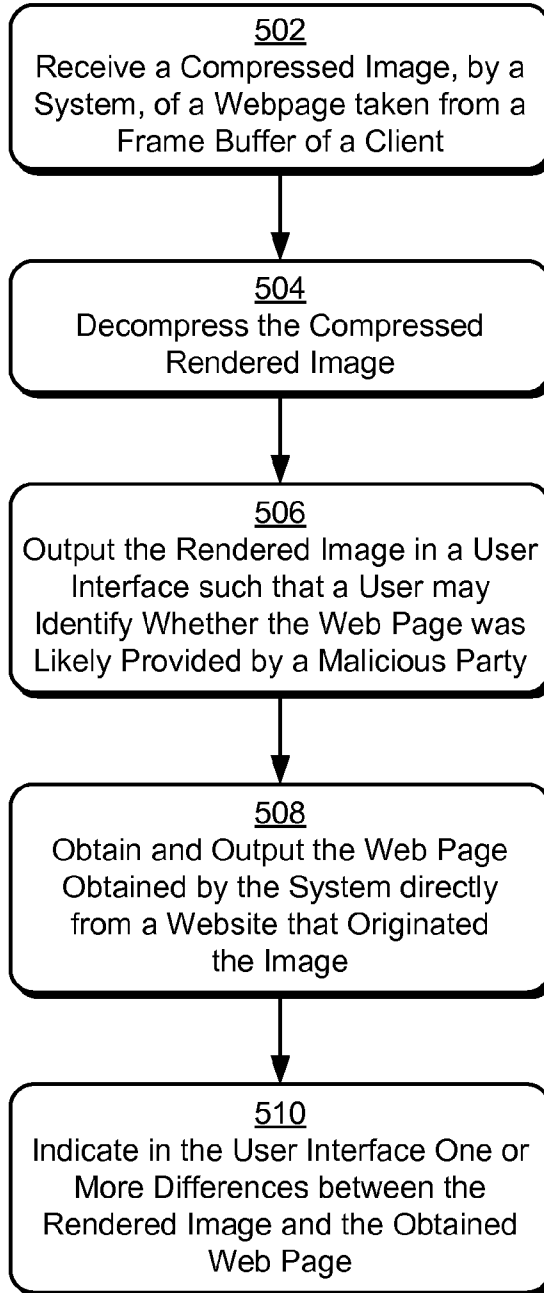 502
Receive a Compressed Image, by a
System, of a Webpage taken from a
Frame Buffer of a Client
504
Decompress the Compressed
Rendered Image
506
Output the Rendered Image in a User
Interface such that a User may
Identify Whether the Web Page was
Likely Provided by a Malicious Party
508
Obtain and Output the Web Page
Obtained by the System directly
from a Website that Originated
the Image
510
Indicate in the User Interface One or
More Differences between the
Rendered Image and the Obtained
Web Page